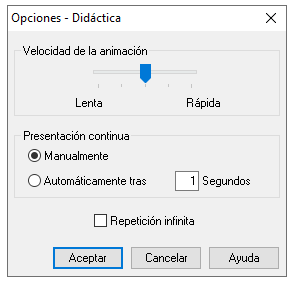 Opciones - Didáctica
Velocidad de la animación
Lenta Rápida
Presentación continua
Manualmente
Automáticamente tras 1 Segundos
Repetición infinita
Aceptar Cancelar Ayuda